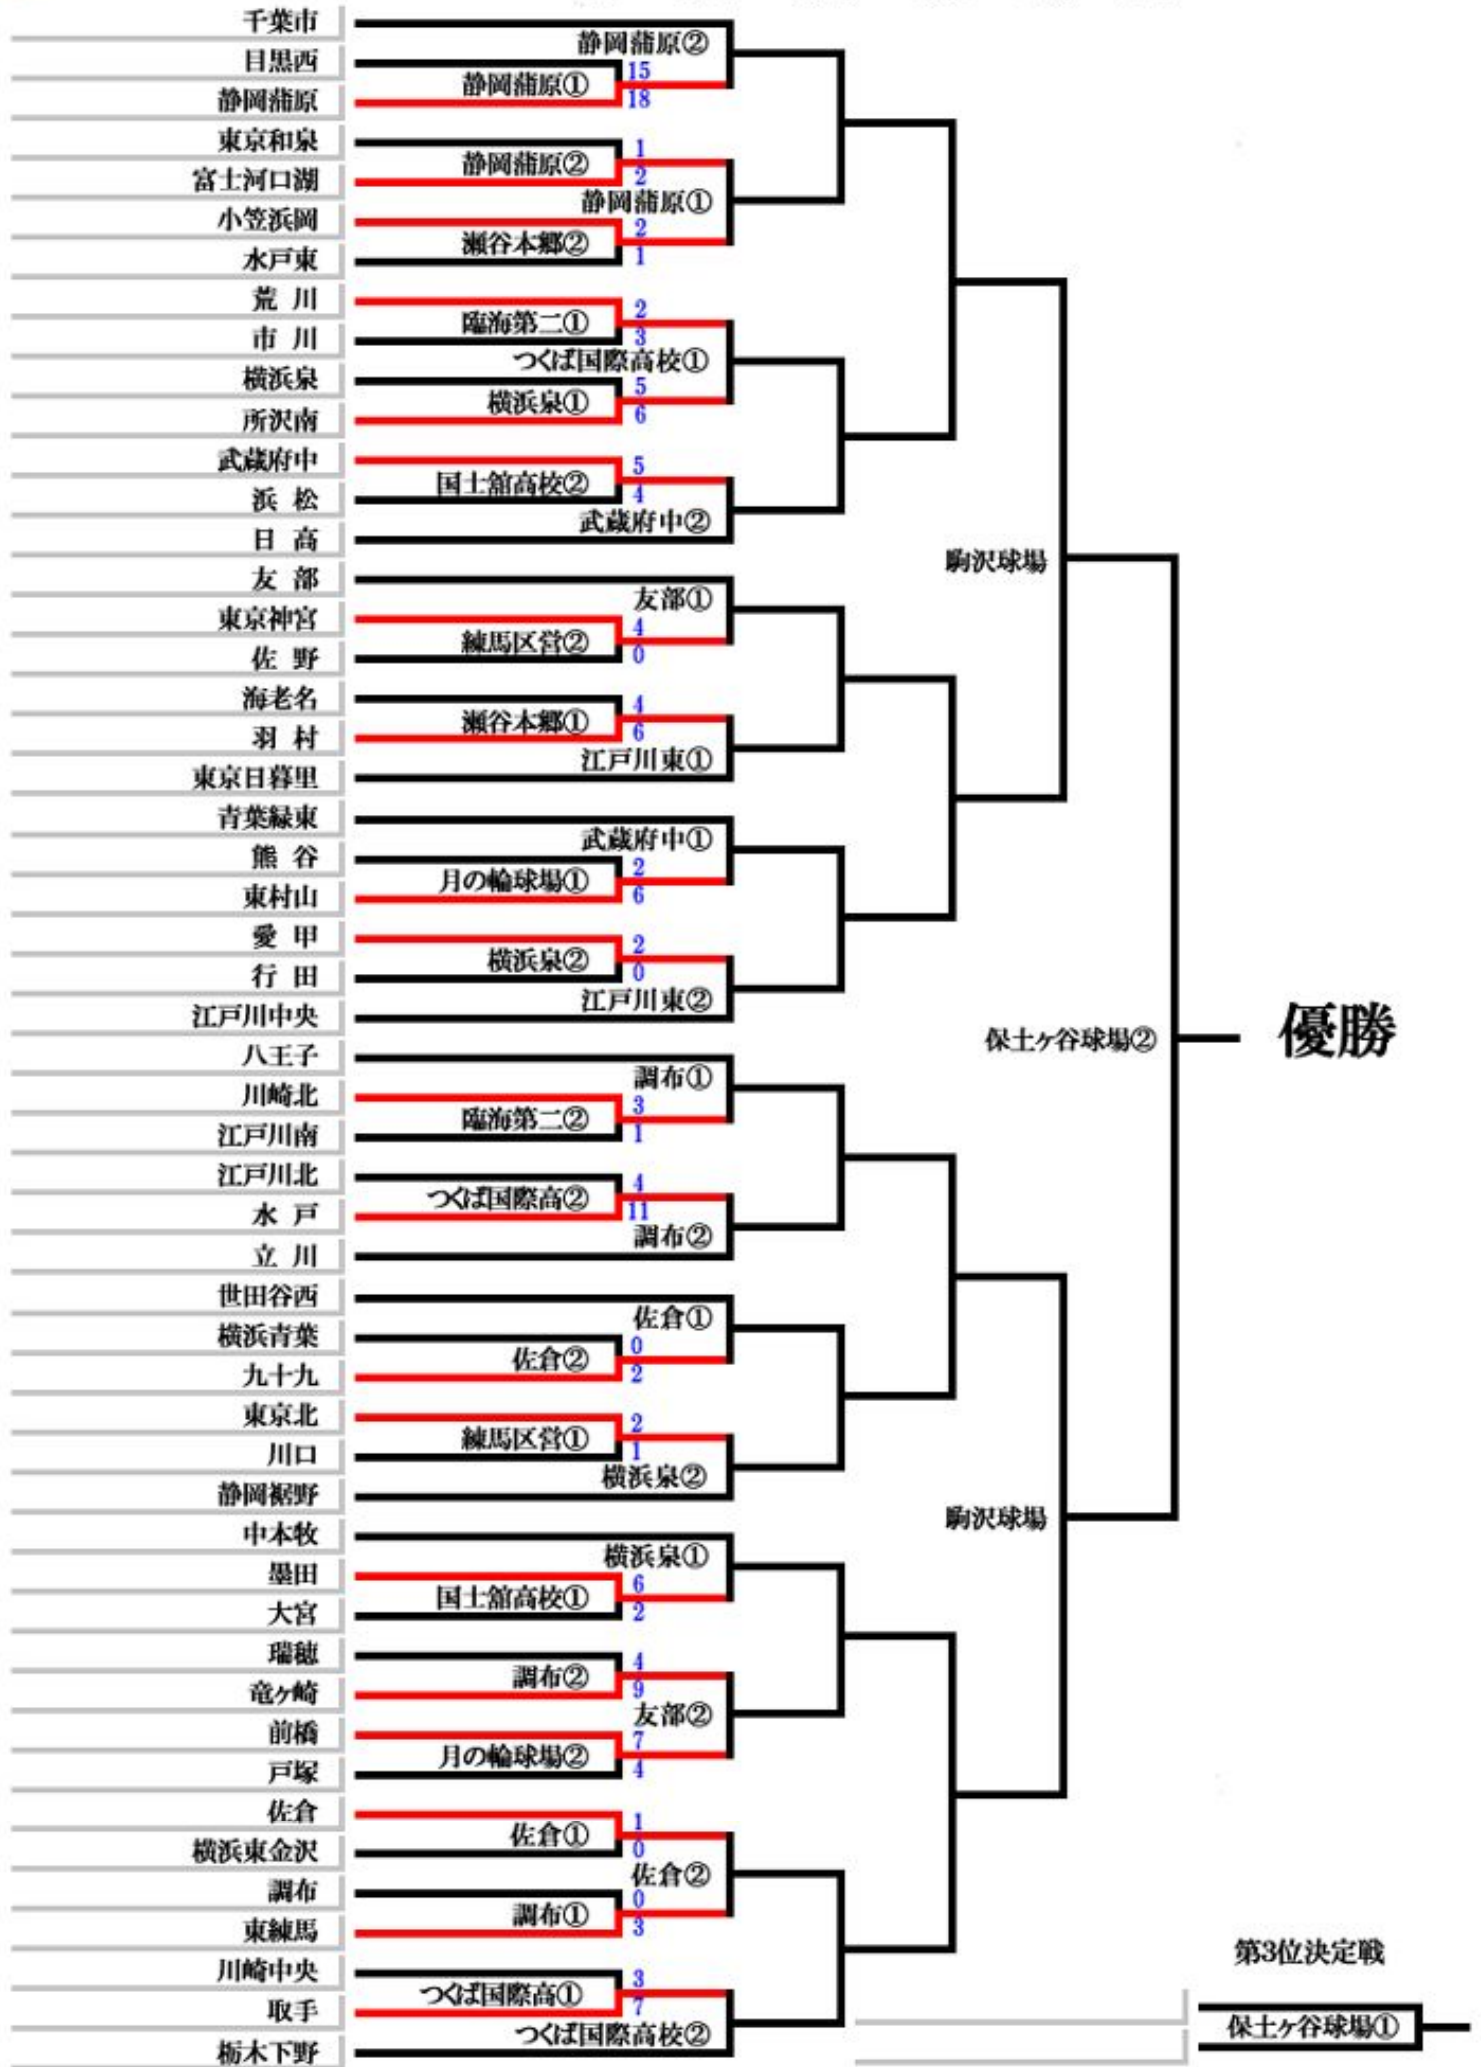 千葉市
静岡蒲原②
目黒西
15
静岡蒲原①
18
静岡蒲原
東京和泉
1
静岡蒲原②
2
富士河口湖
静岡蒲原①
小笠浜岡
2
瀬谷本郷②
1
水戸東
荒 川
2
臨海第二①
3
市 川
つくば国際高校①
横浜泉
5
横浜泉①
6
所沢南
武蔵府中
5
国士舘高校②
4
浜 松
武蔵府中②
日 高
駒沢球場
友 部
友部①
東京神宮
4
練馬区営②
0
佐 野
海老名
4
瀬谷本郷①
6
羽 村
江戸川東①
東京日暮里
青葉緑東
武蔵府中①
熊 谷
2
月の輪球場①
6
東村山
愛 甲
2
横浜泉②
0
行 田
江戸川東②
江戸川中央
保土ヶ谷球場②
優勝
八王子
調布①
川崎北
3
臨海第二②
1
江戸川南
江戸川北
4
つくば国際高②
11
水 戸
調布②
立 川
世田谷西
佐倉①
横浜青葉
0
佐倉②
2
九十九
東京北
2
練馬区営①
1
川口
横浜泉②
静岡裾野
駒沢球場
中本牧
横浜泉①
墨田
6
国士舘高校①
2
大宮
瑞穂
4
調布②
9
竜ヶ崎
友部②
前橋
7
月の輪球場②
4
戸塚
佐倉
1
佐倉①
0
横浜東金沢
佐倉②
調布
0
調布①
3
東練馬
川崎中央
3
つくば国際高①
7
取手
つくば国際高校②
栃木下野
第3位決定戦
保土ヶ谷球場①